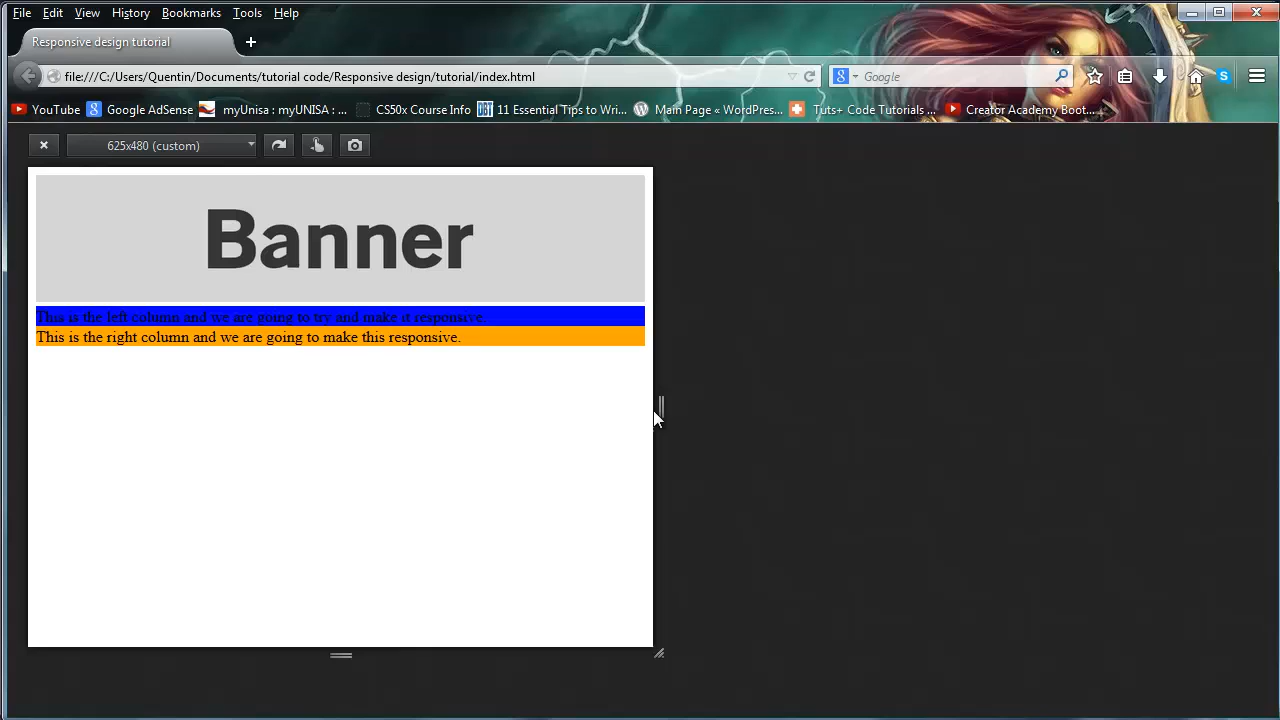 File Edit View History Bookmarks Tools Help
Responsive design tutorial
file:///C:/Users/Quentin/Documents/tutorial code/Responsive design/tutorial/index.html
Google
YouTube Google AdSense myUnisa : myUNISA : ... CS50x Course Info 11 Essential Tips to Wri... Main Page « WordPres... Tuts+ Code Tutorials ... Creator Academy Boot...
625x480 (custom)
Banner
This is the left column and we are going to try and make it responsive.
This is the right column and we are going to make this responsive.